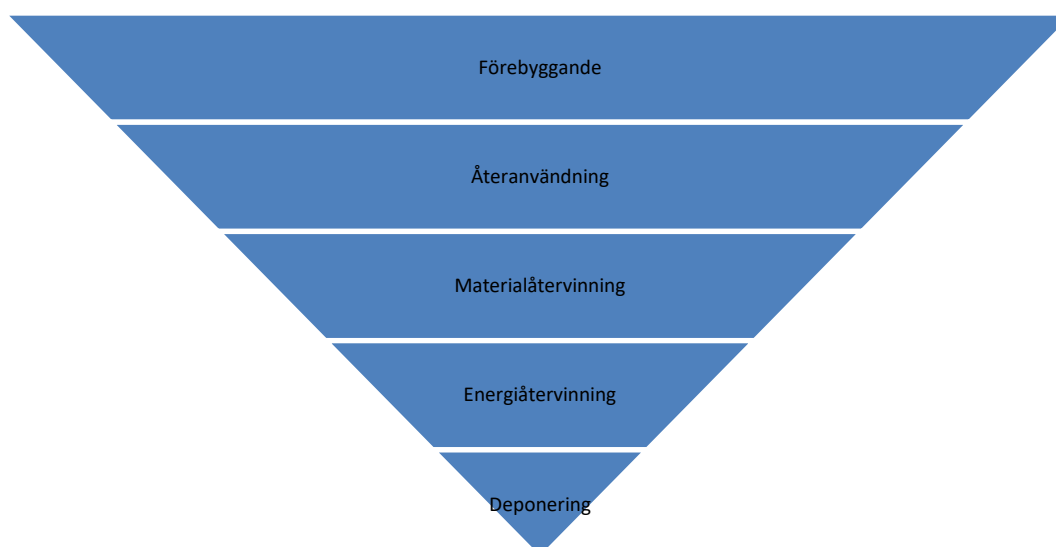 Förebyggande
Återanvändning
Materialåtervinning
Energiåtervinning
Deponering